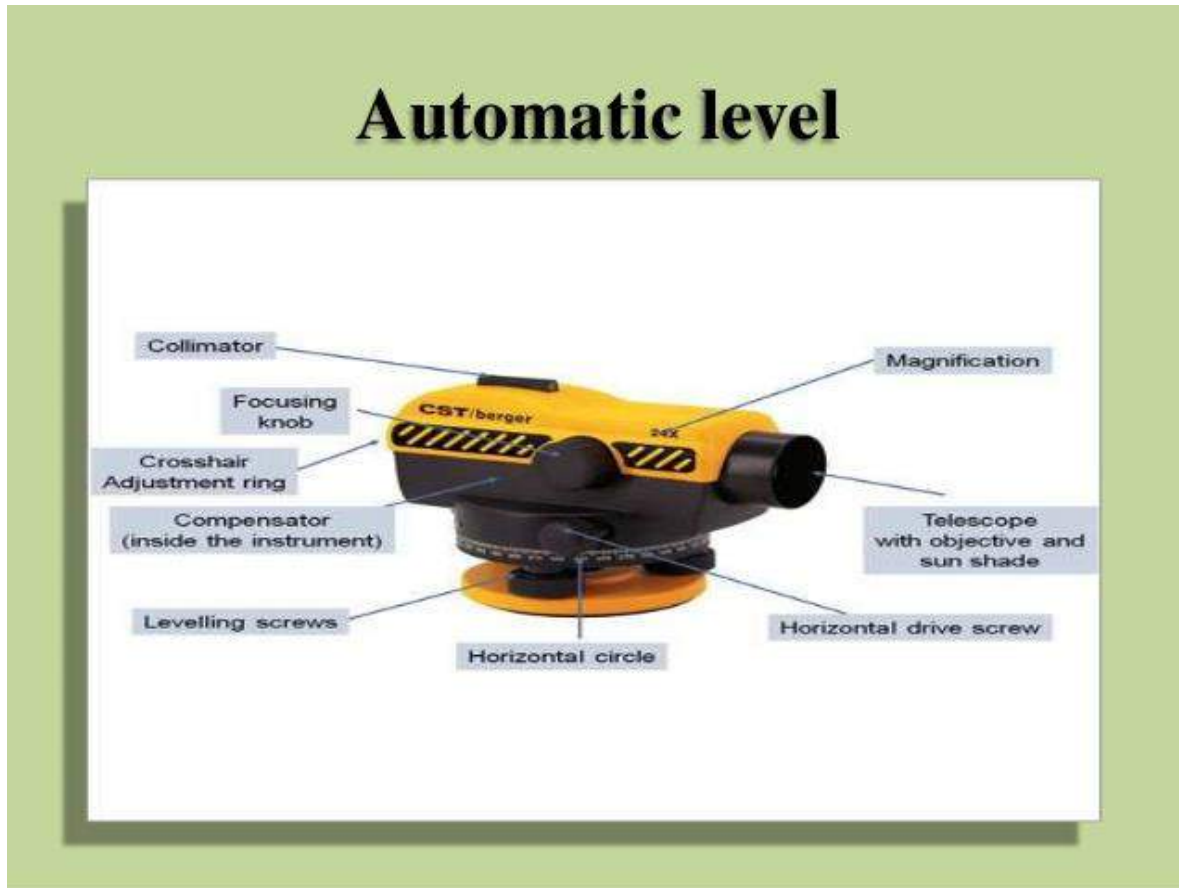 Automatic level
Collimator
Magnification
Focusing
knob
CST/berger
24X
Crosshair
Adjustment ring
Compensator
(inside the instrument)
Telescope
with objective and
sun shade
Levelling screws
Horizontal drive screw
Horizontal circle